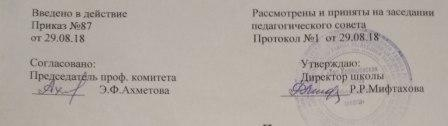 Введено в действие
Приказ №87
от 29.08.18
Рассмотрены и приняты на заседании
педагогического совета
Протокол №1 от 29.08.18
Согласовано:
Председатель проф. комитета
Э.Ф.Ахметова
Утверждаю:
Директор школы
Р.Р.Мифтахова